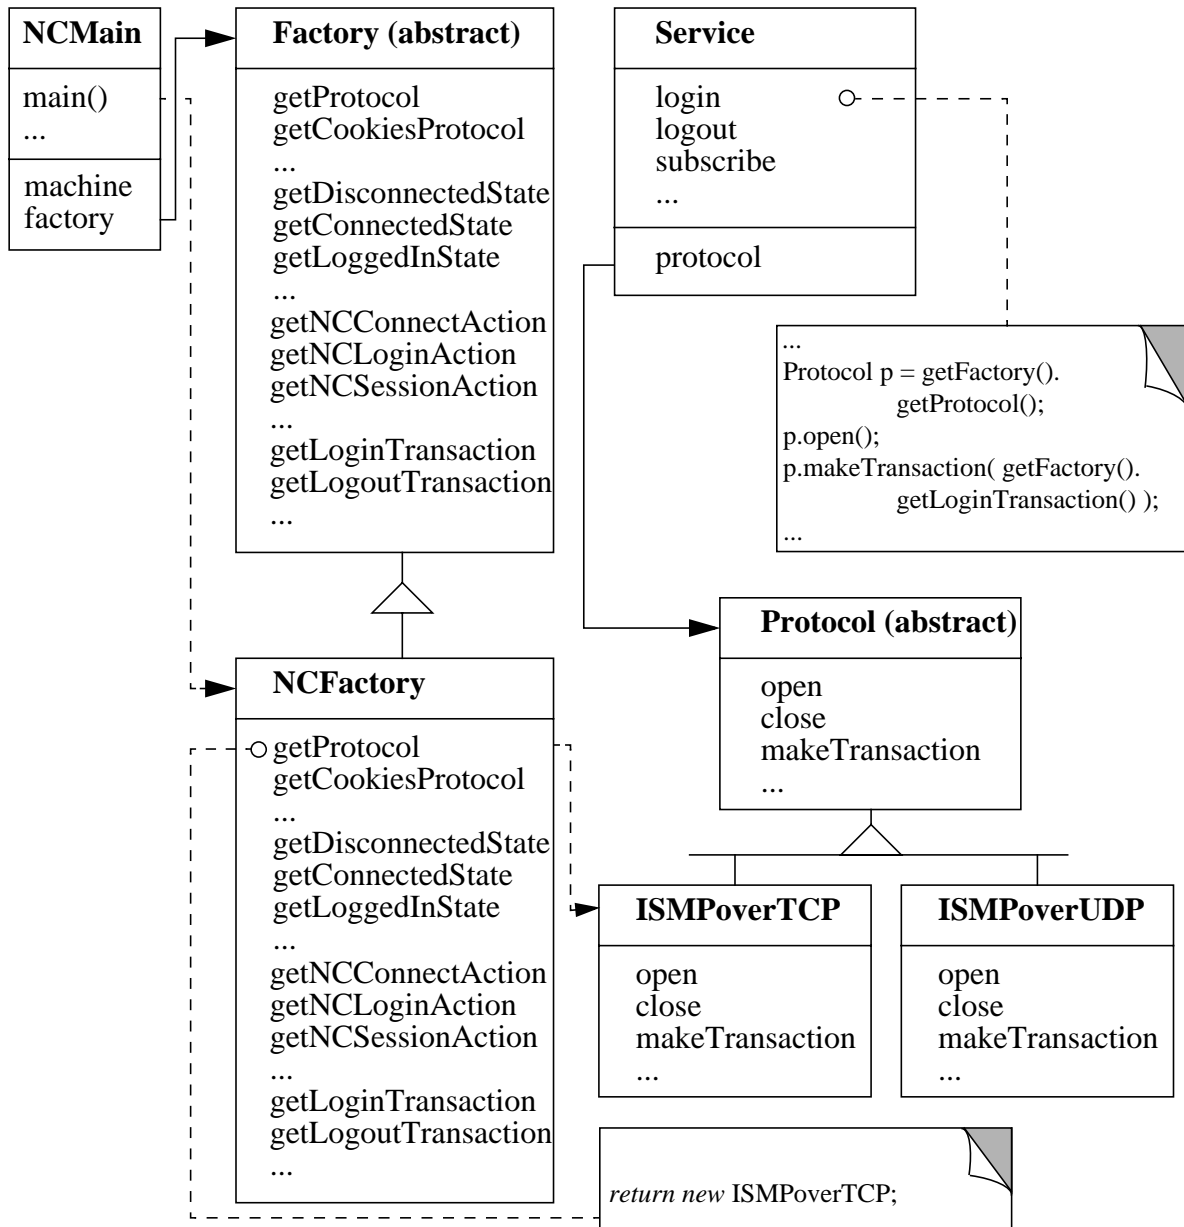 NCMain
main()
...
machine
factory
Factory (abstract)
getProtocol
getCookiesProtocol
...
getDisconnectedState
getConnectedState
getLoggedInState
...
getNCConnectAction
getNCLoginAction
getNCSessionAction
...
getLoginTransaction
getLogoutTransaction
...
Service
login
logout
subscribe
...
protocol
...
Protocol p = getFactory().
getProtocol();
p.open();
p.makeTransaction( getFactory().
getLoginTransaction() );
...
NCFactory
getProtocol
getCookiesProtocol
...
getDisconnectedState
getConnectedState
getLoggedInState
...
getNCConnectAction
getNCLoginAction
getNCSessionAction
...
getLoginTransaction
getLogoutTransaction
...
Protocol (abstract)
open
close
makeTransaction
...
ISMPoverTCP
open
close
makeTransaction
...
ISMPoverUDP
open
close
makeTransaction
...
return new ISMPoverTCP;